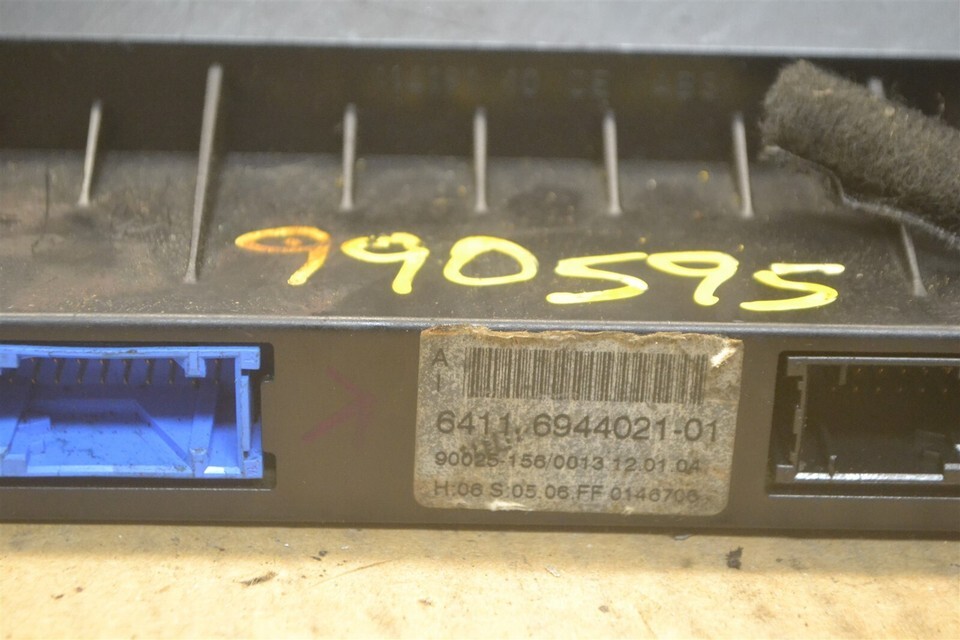 990595
A
I
6411. 6944021-01
90025-156/0013 12.01.04
H:06 S:05.06.FF 0146706